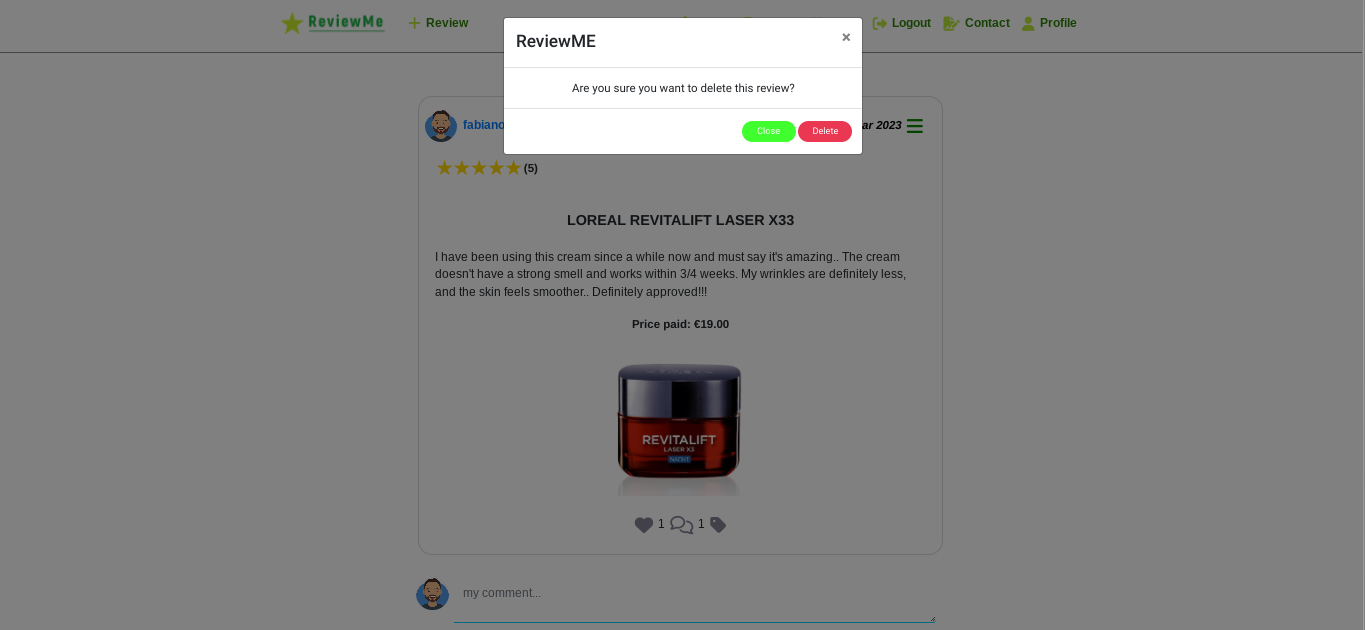 ReviewMe
Review
Logout
Contact
Profile
ReviewME
×
Are you sure you want to delete this review?
Close
Delete
fabiano
ar 2023
(5)
LOREAL REVITALIFT LASER X33
I have been using this cream since a while now and must say it's amazing.. The cream
doesn't have a strong smell and works within 3/4 weeks. My wrinkles are definitely less,
and the skin feels smoother.. Definitely approved!!!
Price paid: €19.00
REVITALIFT
LASER X3
NACHT
1
1
my comment...